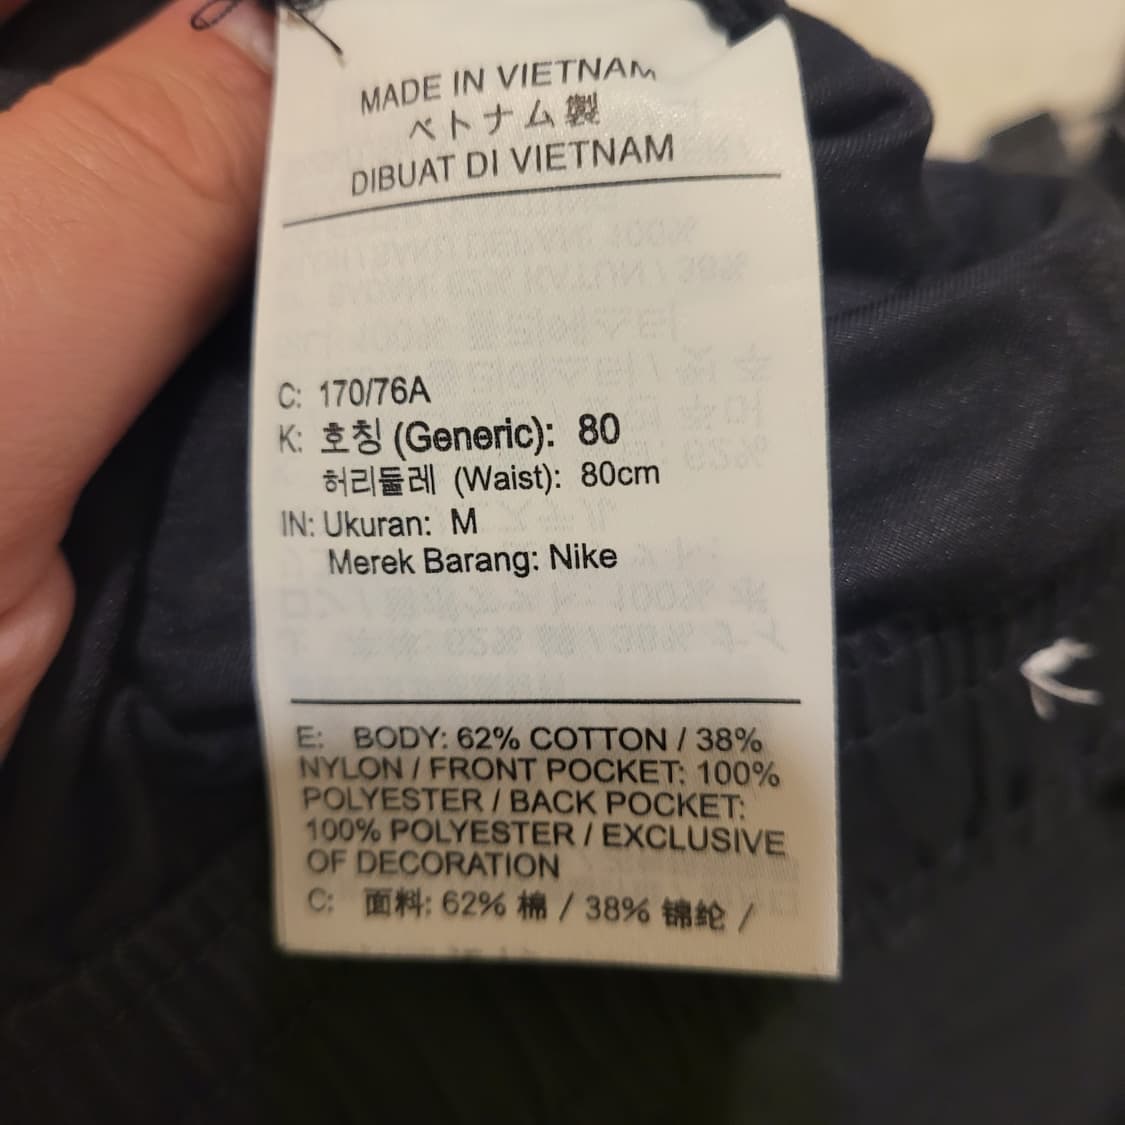 MADE IN VIETNAM
ベトナム製
DIBUAT DI VIETNAM
C: 170/76A
K: 호칭 (Generic): 80
허리둘레 (Waist): 80cm
IN: Ukuran: M
Merek Barang: Nike
E: BODY: 62% COTTON / 38%
NYLON / FRONT POCKET: 100%
POLYESTER / BACK POCKET:
100% POLYESTER / EXCLUSIVE
OF DECORATION
C: 面料: 62% 棉 / 38% 锦纶 /